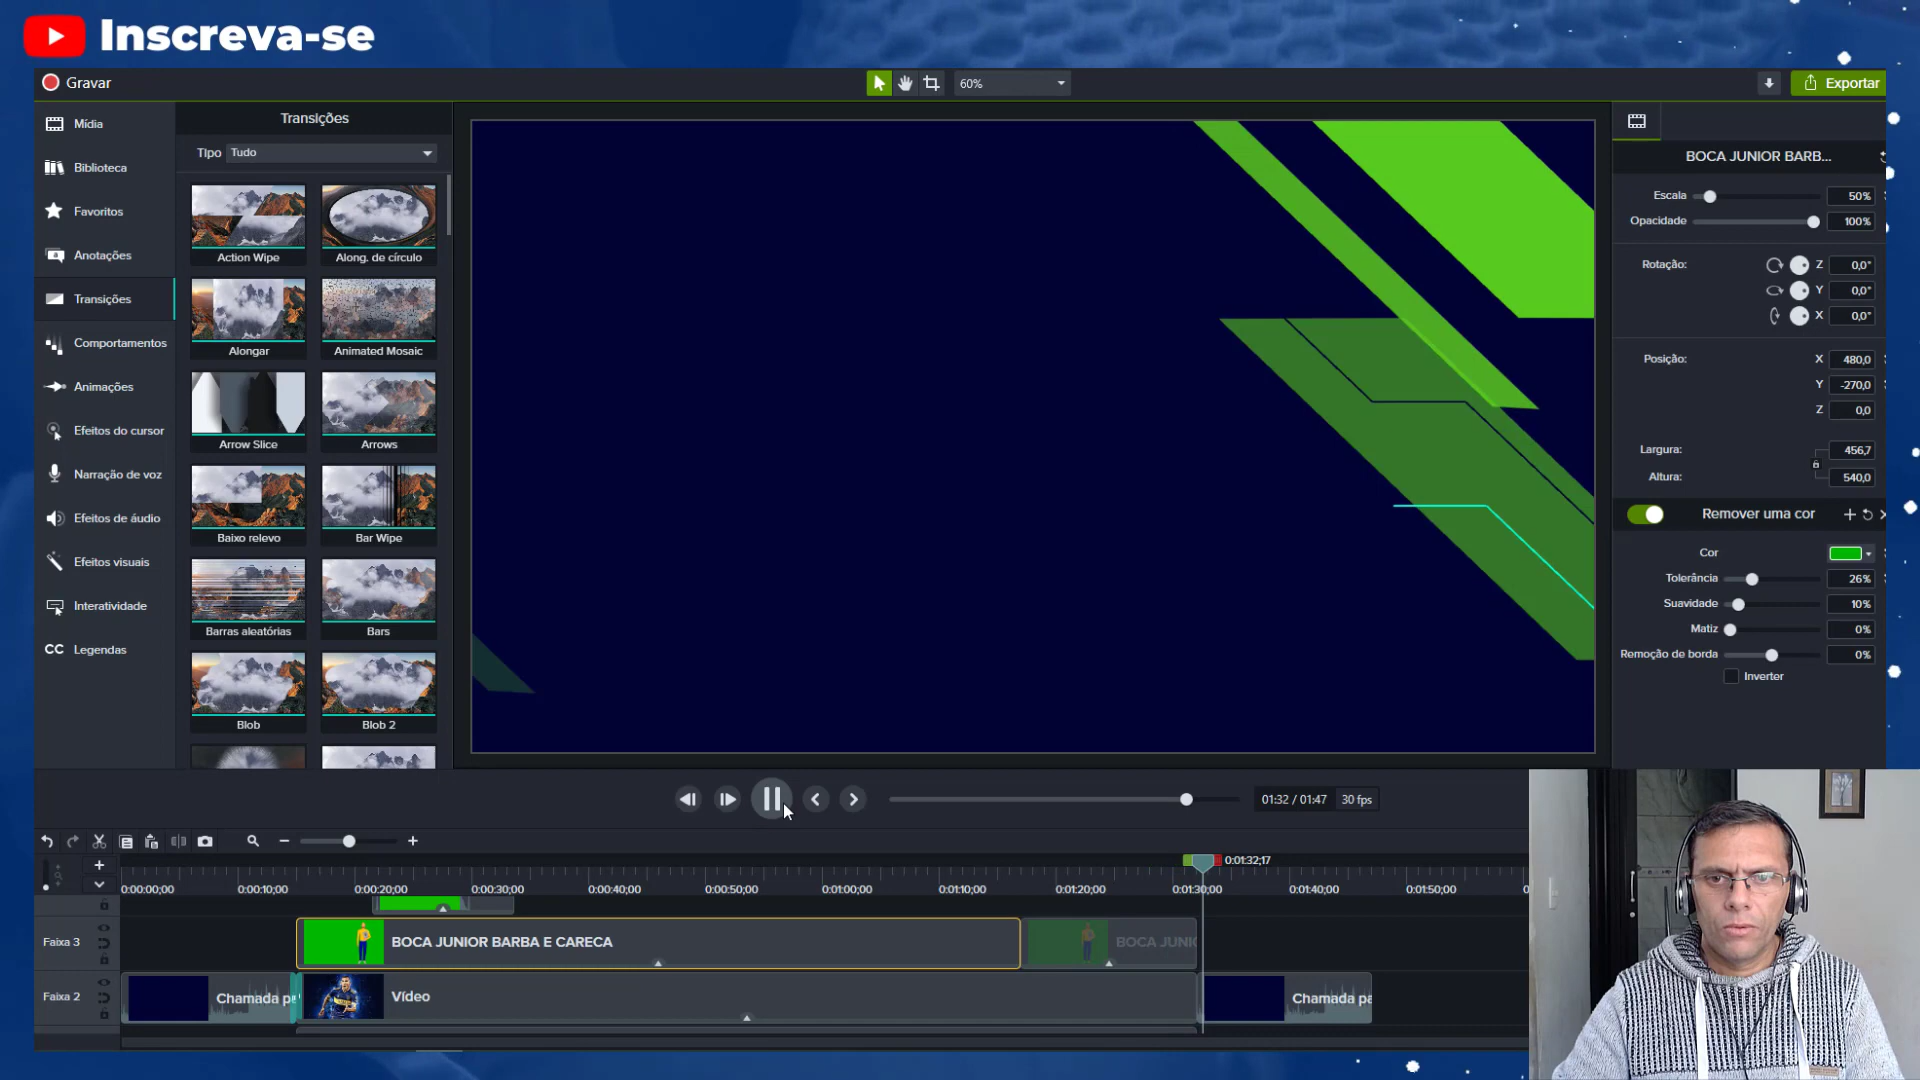 Inscreva-se
Gravar
60%
Exportar
Mídia
Biblioteca
Favoritos
Anotações
Transições
Comportamentos
Animações
Efeitos do cursor
Narração de voz
Efeitos de áudio
Efeitos visuais
Interatividade
CC Legendas
Transições
Tipo Tudo
Action Wipe
Along. de círculo
Alongar
Animated Mosaic
Arrow Slice
Arrows
Baixo relevo
Bar Wipe
Barras aleatórias
Bars
Blob
Blob 2
BOCA JUNIOR BARB...
Escala 50%
Opacidade 100%
Rotação: Z 0,0°
Y 0,0°
X 0,0°
Posição: X 480,0
Y -270,0
Z 0,0
Largura: 456,7
Altura: 540,0
Remover uma cor
Cor
Tolerância 26%
Suavidade 10%
Matiz 0%
Remoção de borda 0%
Inverter
01:32 / 01:47 30 fps
0:01:32;17
0:00:00;00 0:00:10;00 0:00:20;00 0:00:30;00 0:00:40;00 0:00:50;00 0:01:00;00 0:01:10;00 0:01:20;00 0:01:30;00 0:01:40;00 0:01:50;00
Faixa 3
BOCA JUNIOR BARBA E CARECA
BOCA JUNI
Faixa 2
Chamada pa
Vídeo
Chamada pa